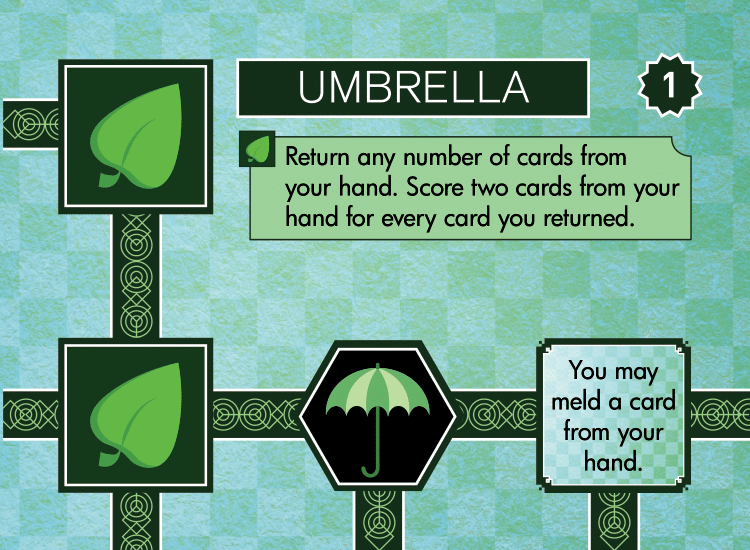 UMBRELLA
1
Return any number of cards from
your hand. Score two cards from your
hand for every card you returned.
You may
meld a card
from your
hand.